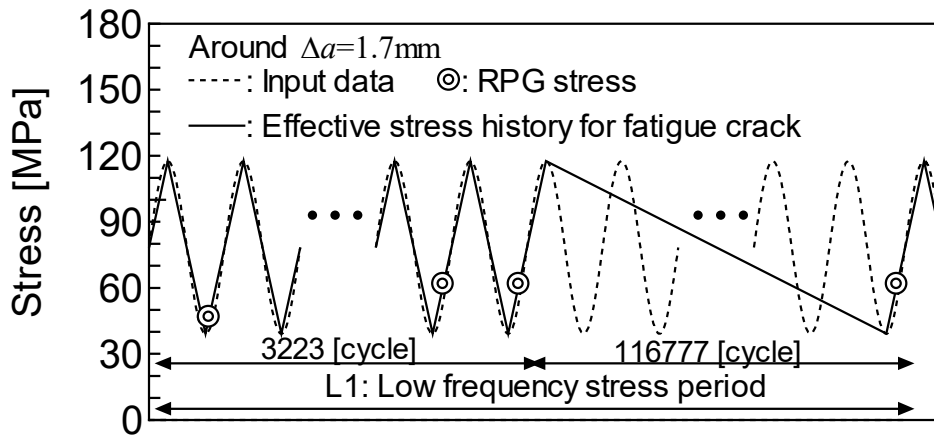 180
150
120
90
60
30
0
Stress [MPa]
Around Δa=1.7mm
: Input data ◎: RPG stress
: Effective stress history for fatigue crack
3223 [cycle]
116777 [cycle]
L1: Low frequency stress period